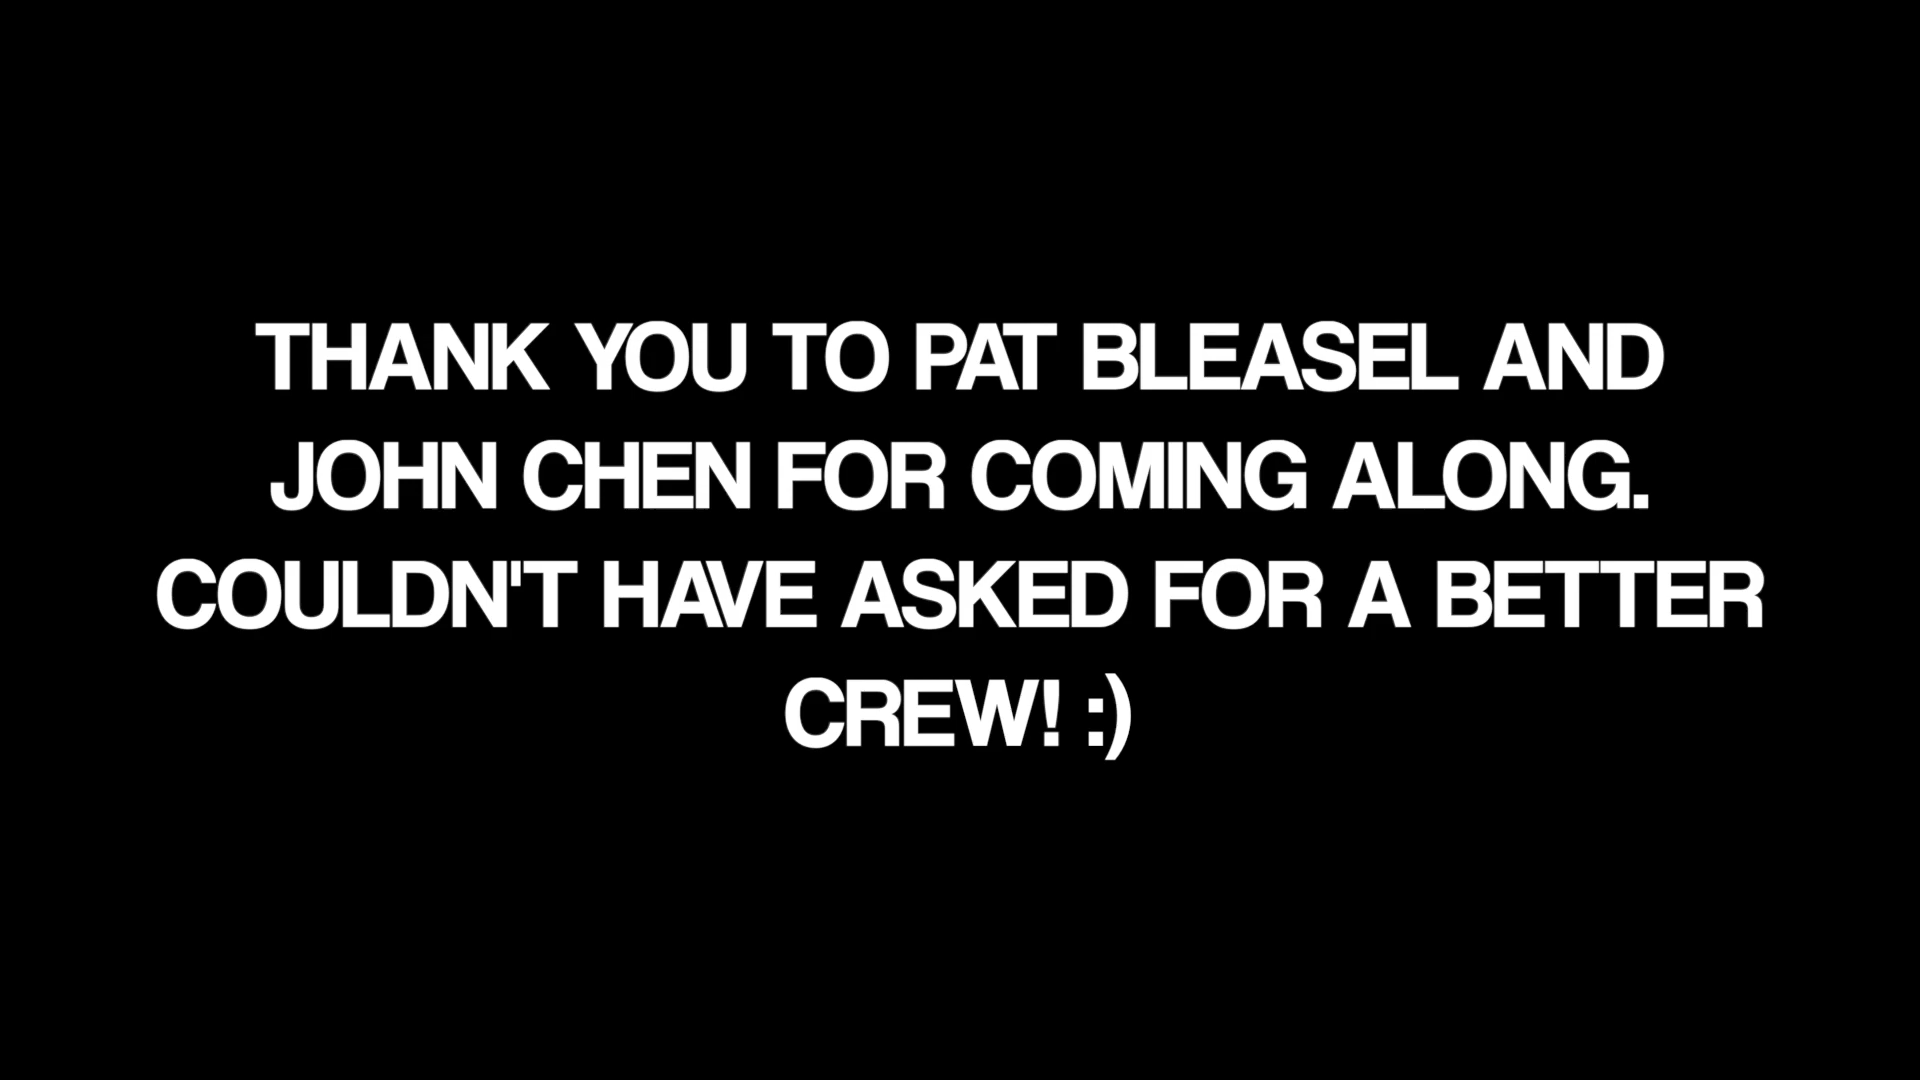 THANK YOU TO PAT BLEASEL AND
JOHN CHEN FOR COMING ALONG.
COULDN'T HAVE ASKED FOR A BETTER
CREW! :)